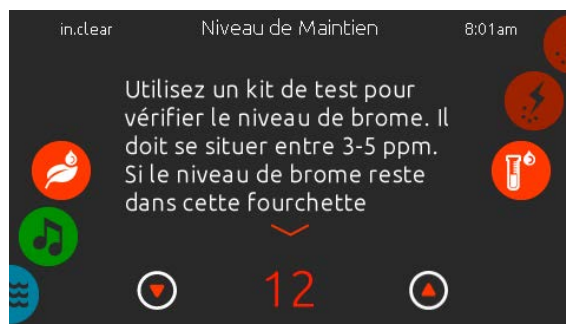 in.clear Niveau de Maintien 8:01am
Utilisez un kit de test pour
vérifier le niveau de brome. Il
doit se situer entre 3-5 ppm.
Si le niveau de brome reste
dans cette fourchette
12